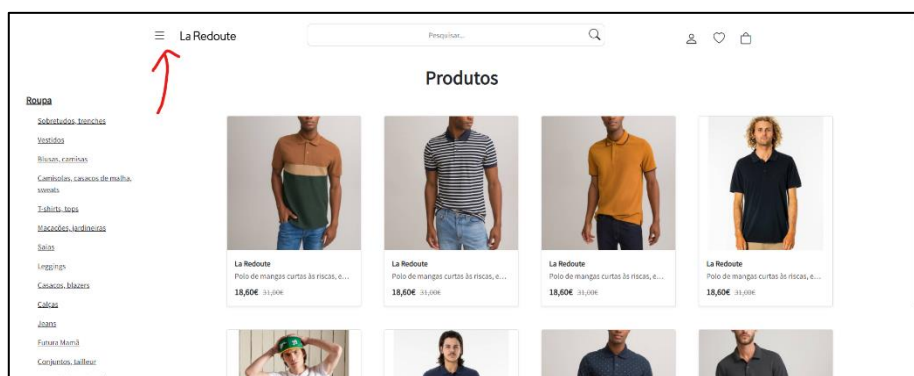 La Redoute
Pesquisar...
Produtos
Roupa
Sobretudos, trenches
Vestidos
Blusas, camisas
Camisolas, casacos de malha,
sweats
T-shirts, tops
Macacões, jardineiras
Saias
Leggings
Casacos, blazers
Calças
Jeans
Futura Mamã
Conjuntos, tailleur
La Redoute
Polo de mangas curtas às riscas, e...
18,60€ 31,00€
La Redoute
Polo de mangas curtas às riscas, e...
18,60€ 31,00€
La Redoute
Polo de mangas curtas às riscas, e...
18,60€ 31,00€
La Redoute
Polo de mangas curtas às riscas, e...
18,60€ 31,00€